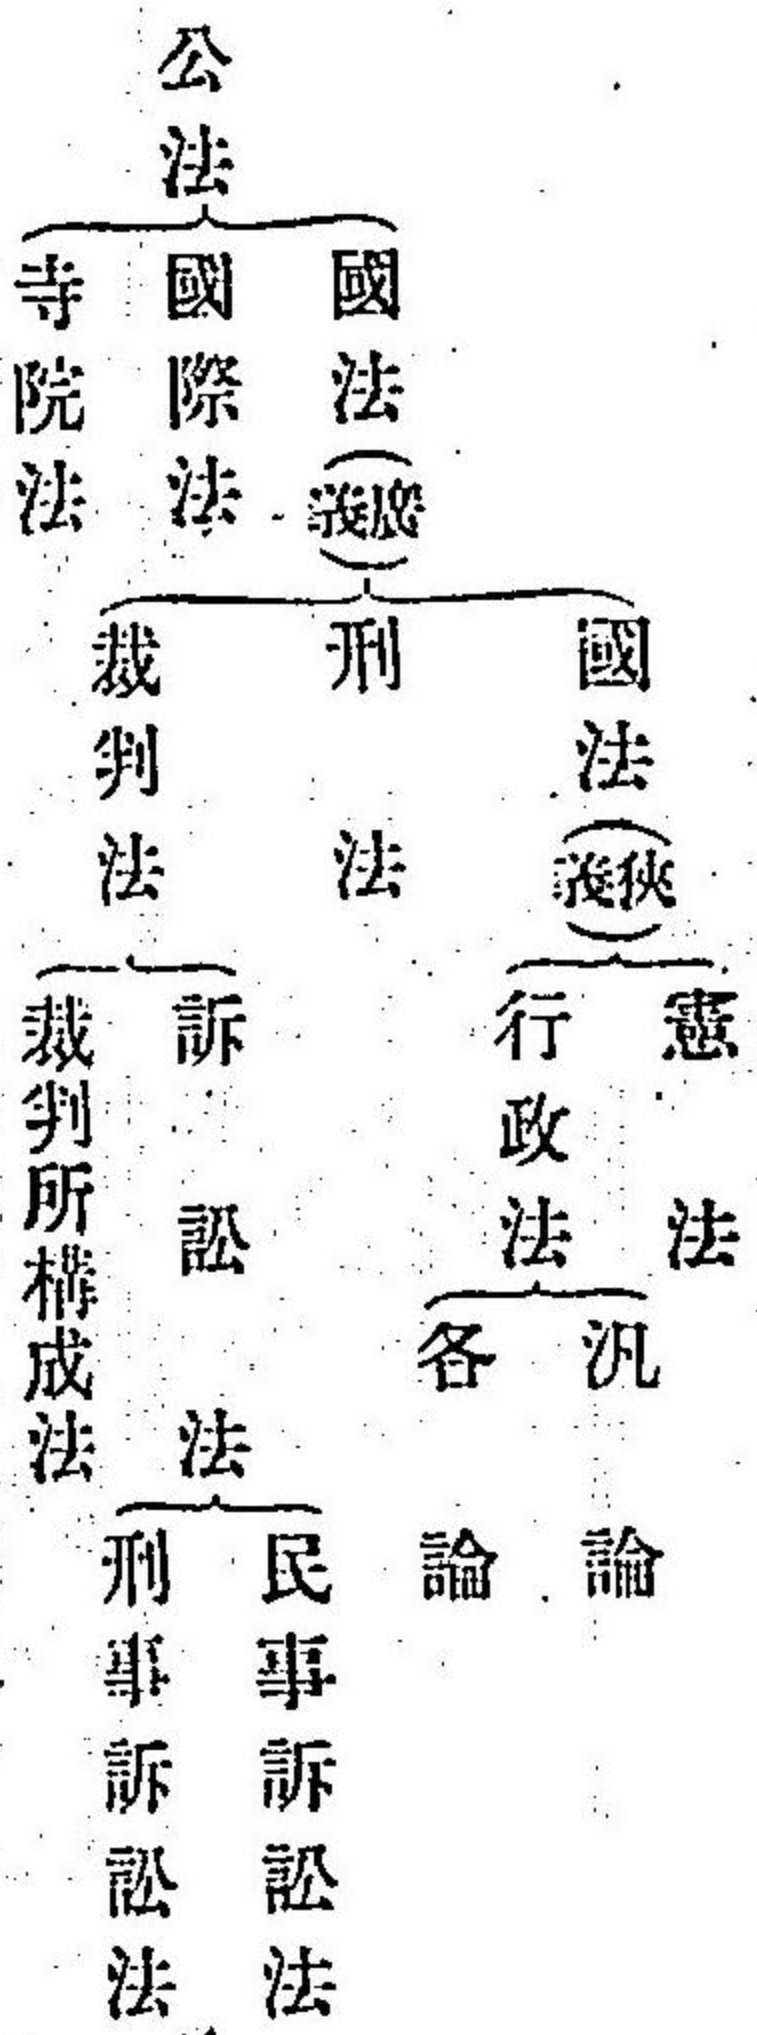 公法
國法(廣義)
國際法
寺院法
國法(狹義)
刑法
裁判法
憲法
行政法
訴訟法
裁判所構成法
汎論
各論
民事訴訟法
刑事訴訟法